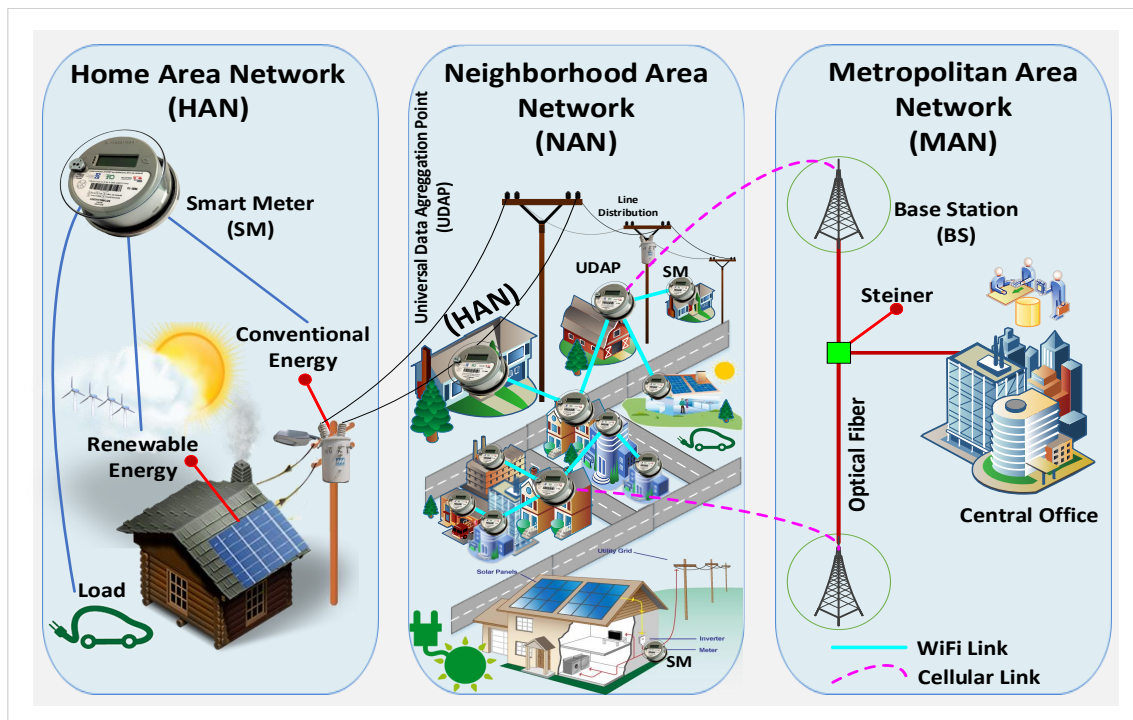 Home Area Network
(HAN)
Smart Meter
(SM)
Conventional
Energy
Renewable
Energy
Load
Neighborhood Area
Network
(NAN)
Universal Data Agreggation Point
(UDAP)
Line
Distribution
UDAP
SM
(HAN)
Utility Grid
Solar Panels
Inverter
Meter
SM
Metropolitan Area
Network
(MAN)
Base Station
(BS)
Steiner
Optical Fiber
Central Office
WiFi Link
Cellular Link